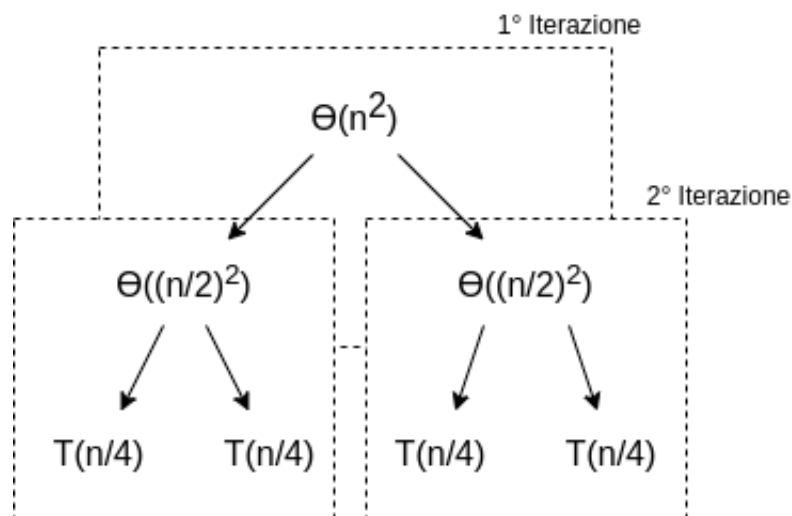 1° Iterazione
ϴ(n²)
2° Iterazione
ϴ((n/2)²) ϴ((n/2)²)
T(n/4) T(n/4) T(n/4) T(n/4)